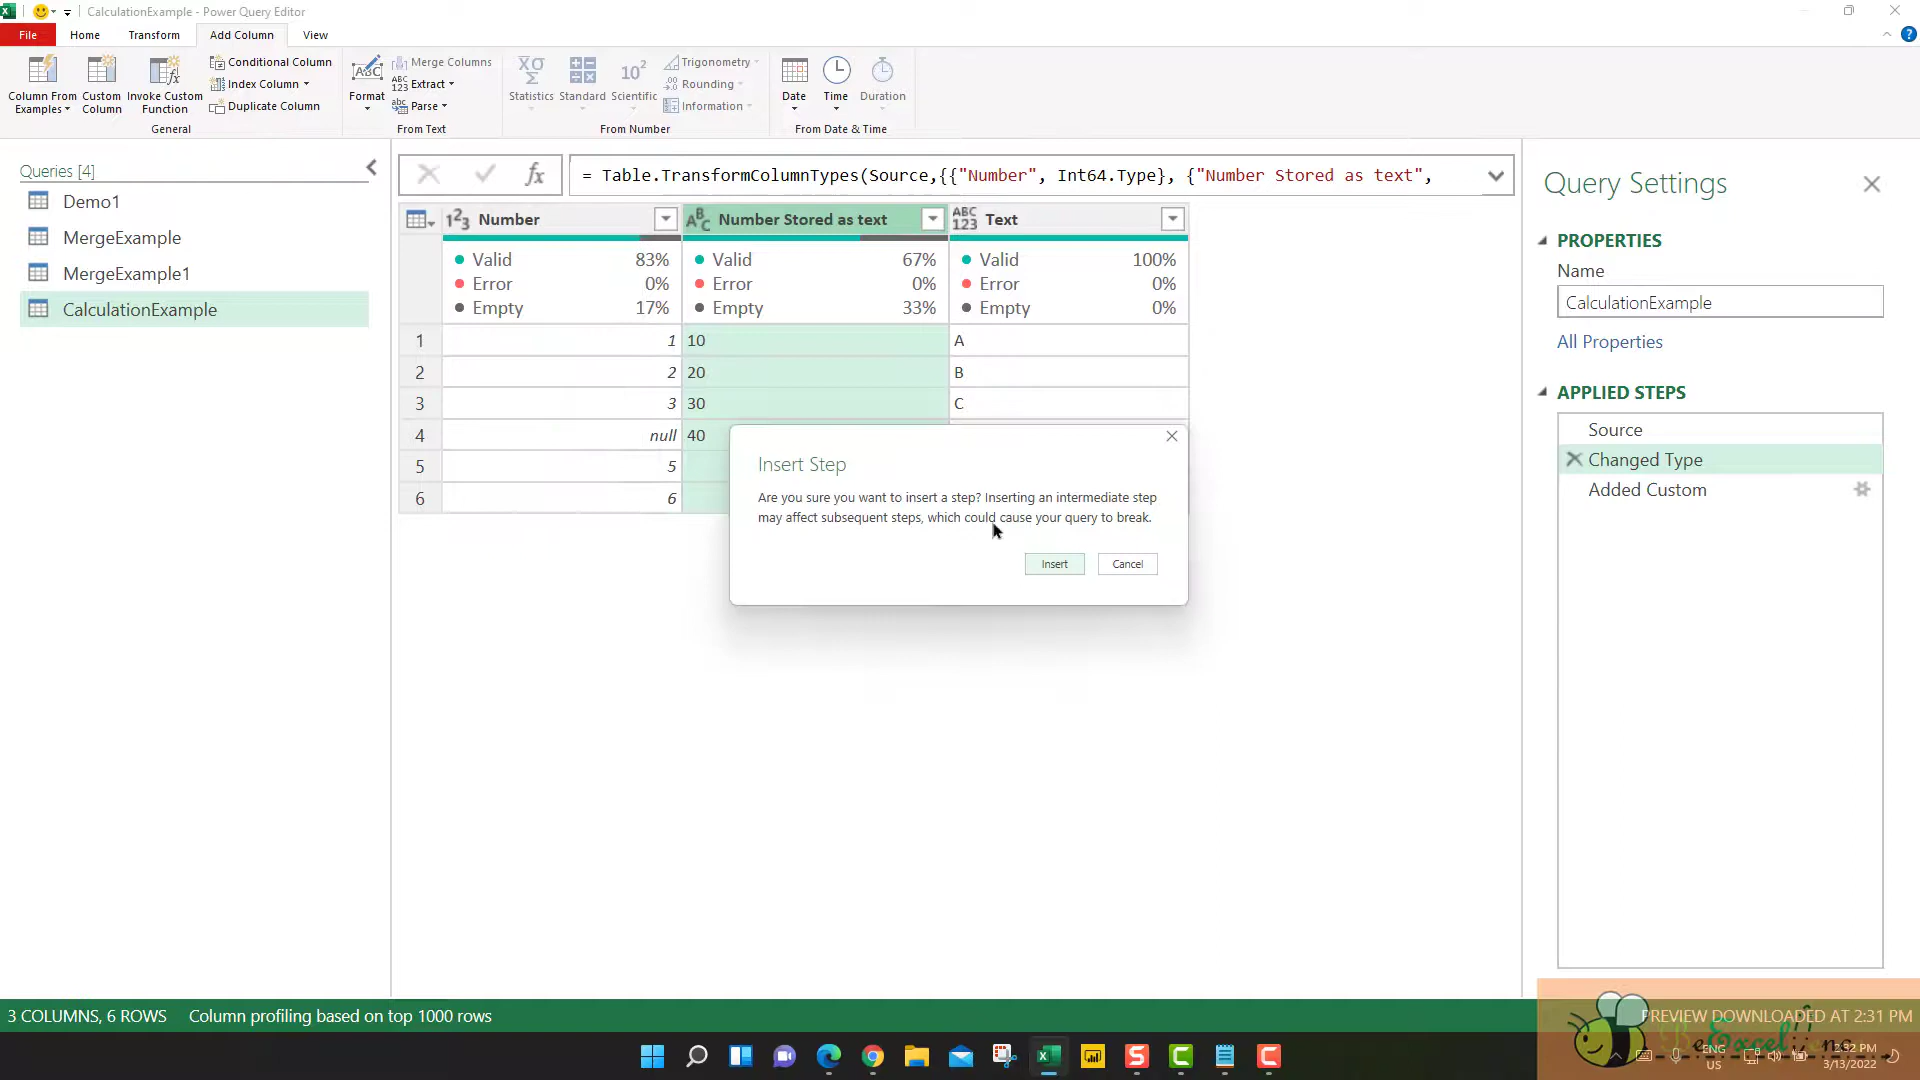 CalculationExample - Power Query Editor
File
Home
Transform
Add Column
View
Column From
Examples
Custom
Column
Invoke Custom
Function
Conditional Column
Index Column
Duplicate Column
General
Format
Merge Columns
Extract
Parse
From Text
Statistics
Standard
Scientific
Trigonometry
Rounding
Information
From Number
Date
Time
Duration
From Date & Time
Queries [4]
Demo1
MergeExample
MergeExample1
CalculationExample
= Table.TransformColumnTypes(Source,{{"Number", Int64.Type}, {"Number Stored as text",
Number
Number Stored as text
Text
Valid 83%
Error 0%
Empty 17%
Valid 67%
Error 0%
Empty 33%
Valid 100%
Error 0%
Empty 0%
1 1 10 A
2 2 20 B
3 3 30 C
4 null 40
5 5
6 6
Insert Step
Are you sure you want to insert a step? Inserting an intermediate step
may affect subsequent steps, which could cause your query to break.
Insert
Cancel
Query Settings
PROPERTIES
Name
CalculationExample
All Properties
APPLIED STEPS
Source
Changed Type
Added Custom
3 COLUMNS, 6 ROWS
Column profiling based on top 1000 rows
PREVIEW DOWNLOADED AT 2:31 PM
ENG
US
2:32 PM
3/13/2022